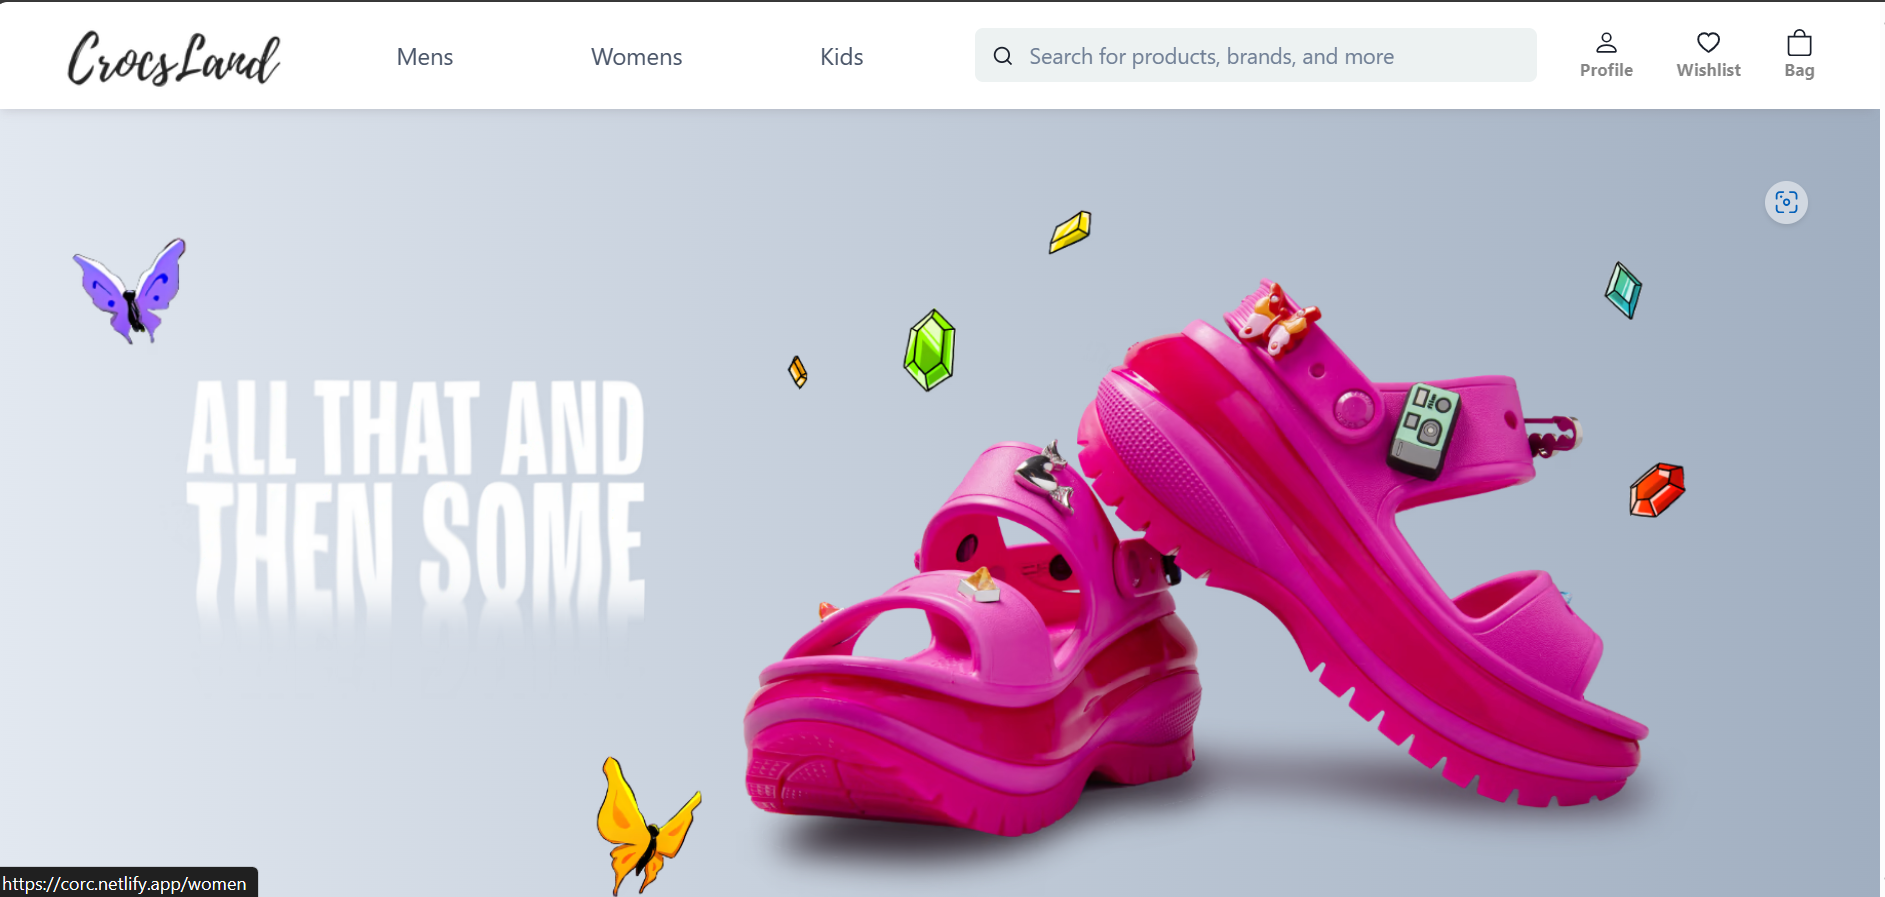 CrocsLand
Mens
Womens
Kids
Search for products, brands, and more
Profile
Wishlist
Bag
ALL THAT AND
THEN SOME
https://corc.netlify.app/women